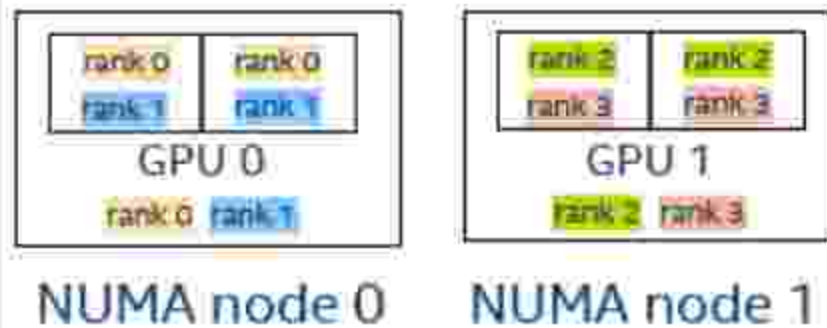 rank 0 rank 0 rank 2 rank 2
rank 1 rank 1 rank 3 rank 3
GPU 0 GPU 1
rank 0 rank 1 rank 2 rank 3
NUMA node 0 NUMA node 1